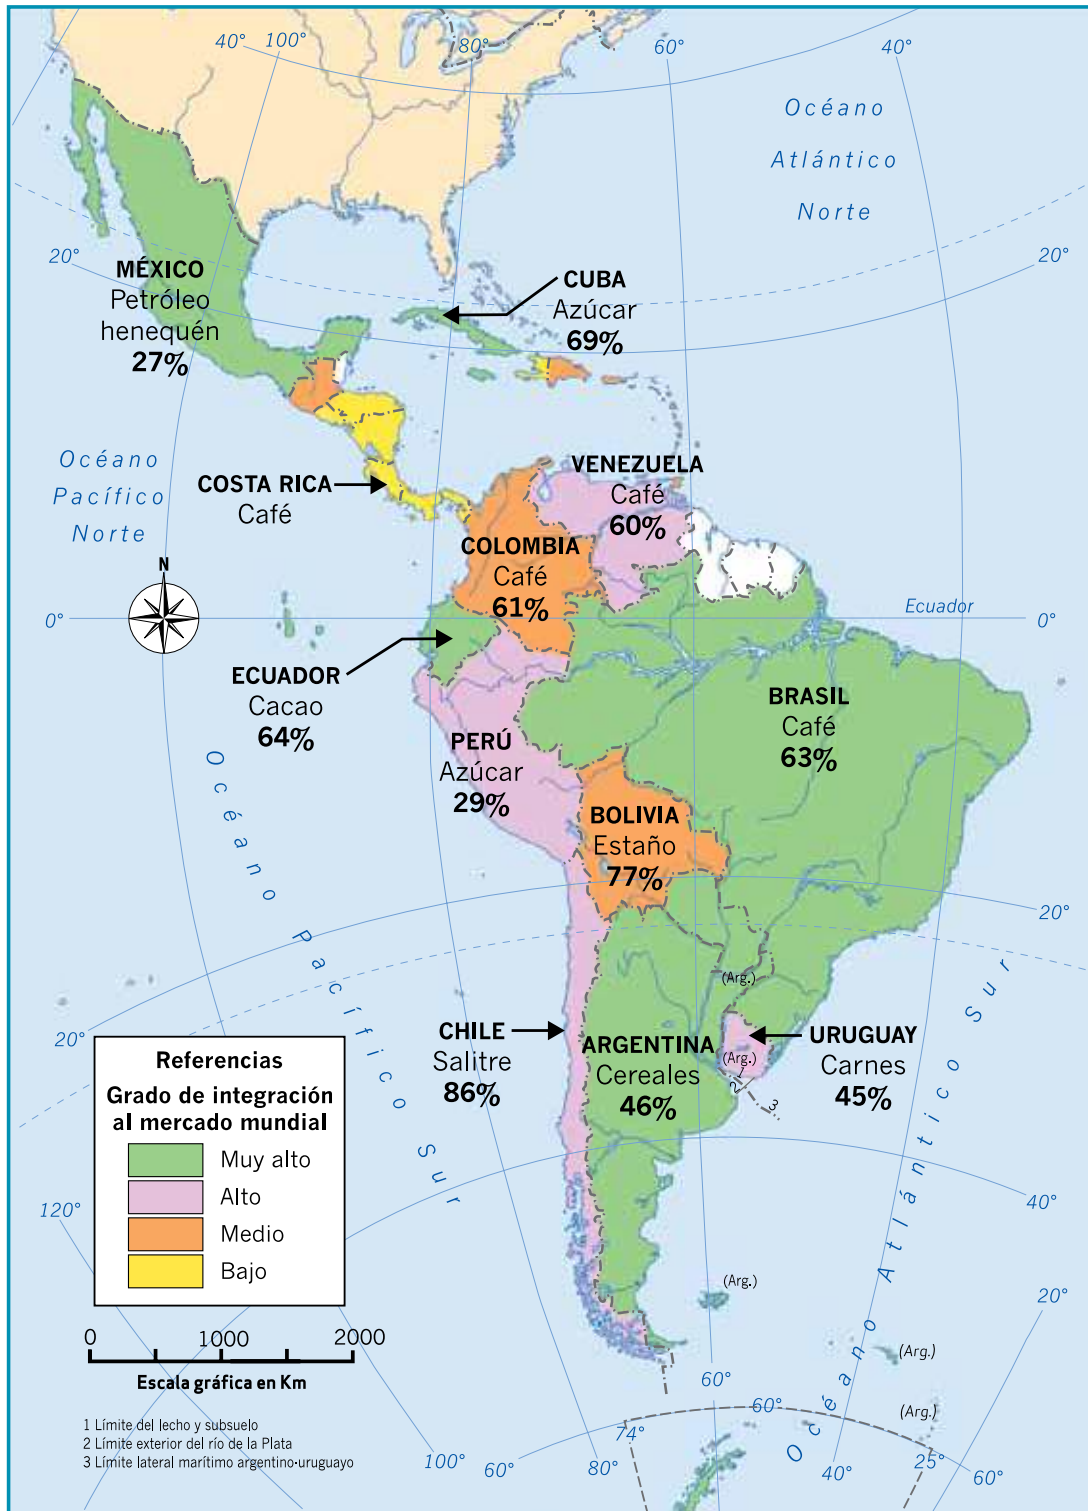 40°
100°
80°
60°
40°
Océano
Atlántico
Norte
20°
20°
MÉXICO
Petróleo
henequén
27%
CUBA
Azúcar
69%
Océano
Pacífico
Norte
COSTA RICA
Café
VENEZUELA
Café
60%
COLOMBIA
Café
61%
N
0°
Ecuador
0°
ECUADOR
Cacao
64%
BRASIL
Café
63%
PERÚ
Azúcar
29%
BOLIVIA
Estaño
77%
20°
Océano Pacífico Sur
(Arg.)
20°
CHILE
Salitre
86%
ARGENTINA
Cereales
46%
(Arg.)
1
2
3
URUGUAY
Carnes
45%
Océano Atlántico Sur
Referencias
Grado de integración
al mercado mundial
Muy alto
Alto
Medio
Bajo
120°
40°
(Arg.)
20°
(Arg.)
0
1000
2000
Escala gráfica en Km
60°
60°
(Arg.)
1 Límite del lecho y subsuelo
2 Límite exterior del río de la Plata
3 Límite lateral marítimo argentino-uruguayo
74°
100°
60°
80°
40°
25°
60°